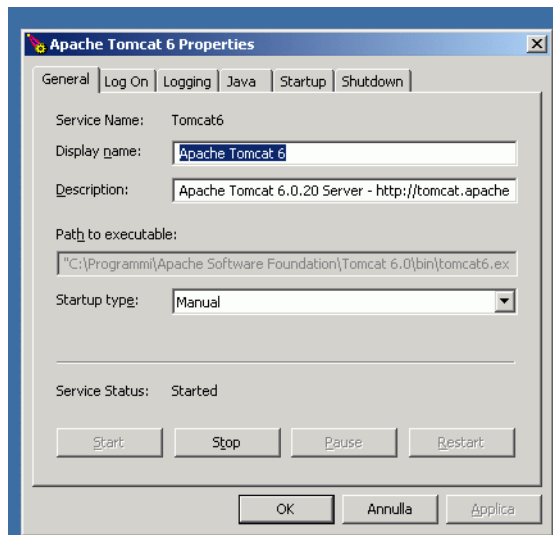 Apache Tomcat 6 Properties
General Log On Logging Java Startup Shutdown
Service Name: Tomcat6
Display name: Apache Tomcat 6
Description: Apache Tomcat 6.0.20 Server - http://tomcat.apache
Path to executable:
"C:\Programmi\Apache Software Foundation\Tomcat 6.0\bin\tomcat6.ex
Startup type: Manual
Service Status: Started
Start Stop Pause Restart
OK Annulla Applica